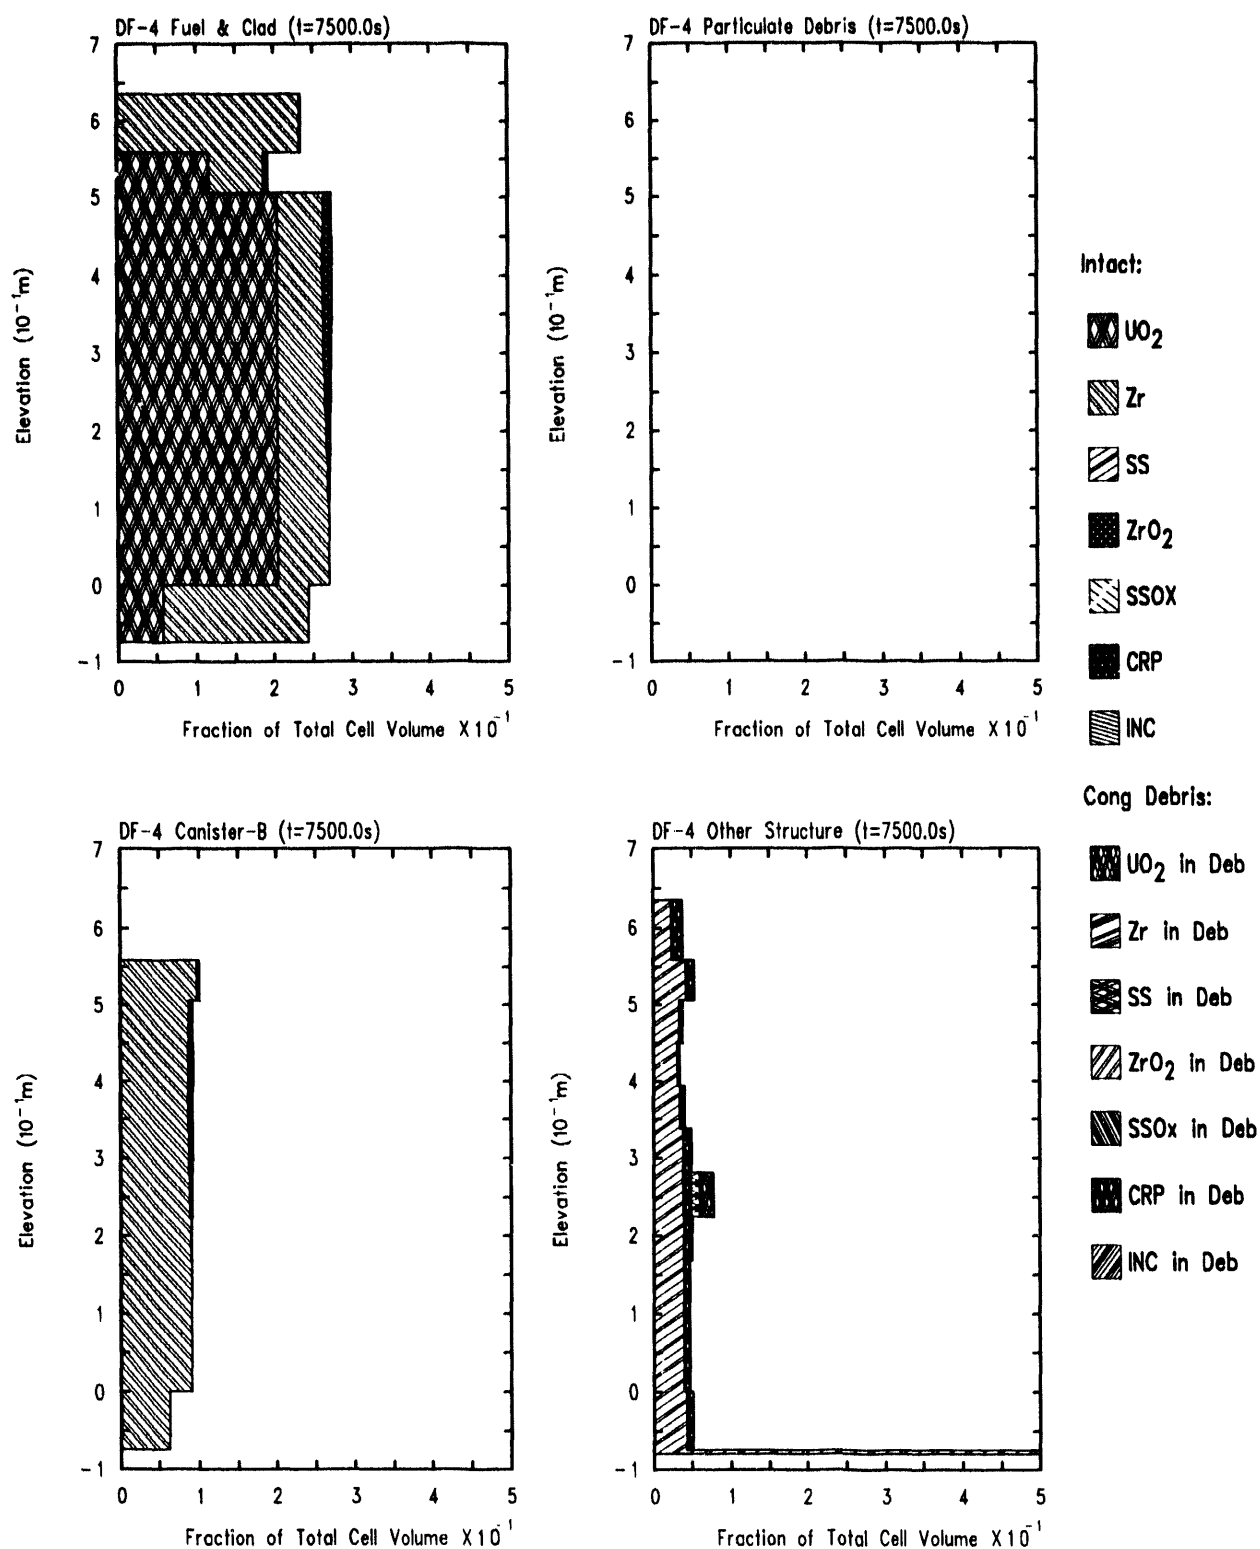 DF-4 Fuel & Clad (t=7500.0s)
7
6
5
4
3
2
1
0
-1
Elevation (10⁻¹m)
0 1 2 3 4 5
Fraction of Total Cell Volume X10⁻¹
DF-4 Particulate Debris (t=7500.0s)
7
6
5
4
3
2
1
0
-1
Elevation (10⁻¹m)
0 1 2 3 4 5
Fraction of Total Cell Volume X10⁻¹
DF-4 Canister-B (t=7500.0s)
7
6
5
4
3
2
1
0
-1
Elevation (10⁻¹m)
0 1 2 3 4 5
Fraction of Total Cell Volume X10⁻¹
DF-4 Other Structure (t=7500.0s)
7
6
5
4
3
2
1
0
-1
Elevation (10⁻¹m)
0 1 2 3 4 5
Fraction of Total Cell Volume X10⁻¹
Intact:
UO₂
Zr
SS
ZrO₂
SSOX
CRP
INC
Cong Debris:
UO₂ in Deb
Zr in Deb
SS in Deb
ZrO₂ in Deb
SSOx in Deb
CRP in Deb
INC in Deb